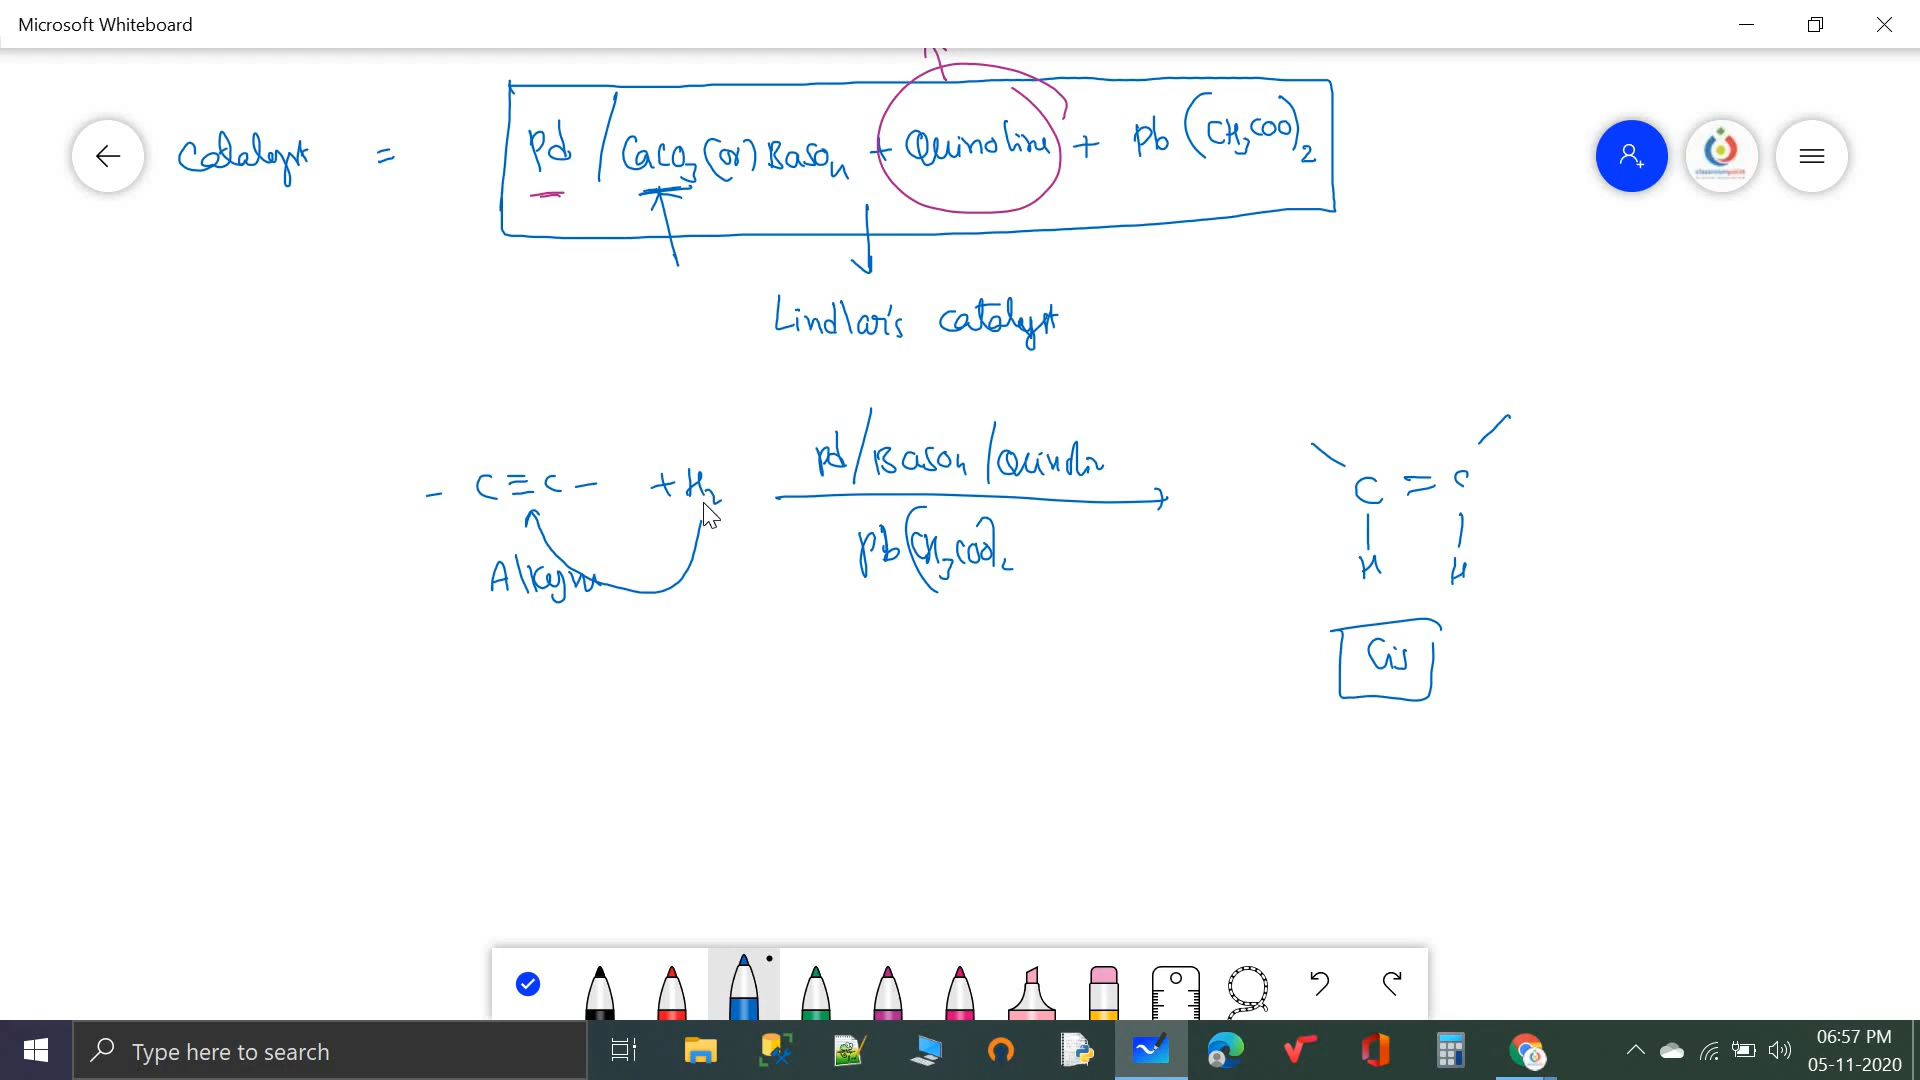 Microsoft Whiteboard
Catalyst = Pd / CaCO3 (or) BaSO4 + Quinoline + Pb (CH3COO)2
Lindlar's catalyst
pd/BaSO4/Quinolin
- C≡C- + H2
C = C
pb(CH3COO)2
Alkyne
H H
Cis
Type here to search
06:57 PM
05-11-2020